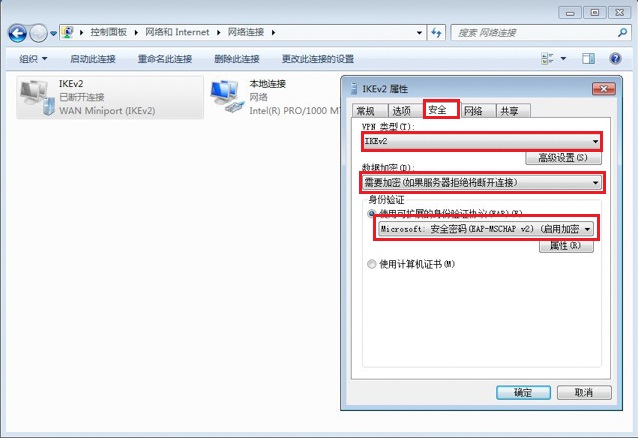 控制面板 ▸ 网络和 Internet ▸ 网络连接 ▸
搜索 网络连接
组织 启动此连接 重命名此连接 删除此连接 更改此连接的设置
IKEv2
已断开连接
WAN Miniport (IKEv2)
本地连接
网络
Intel(R) PRO/1000 MT
IKEv2 属性
常规 选项 安全 网络 共享
VPN 类型(T):
IKEv2
高级设置(S)
数据加密(D):
需要加密(如果服务器拒绝将断开连接)
身份验证
使用可扩展的身份验证协议(EAP)(E)
Microsoft: 安全密码(EAP-MSCHAP v2) (启用加密
属性(R)
使用计算机证书(M)
确定 取消